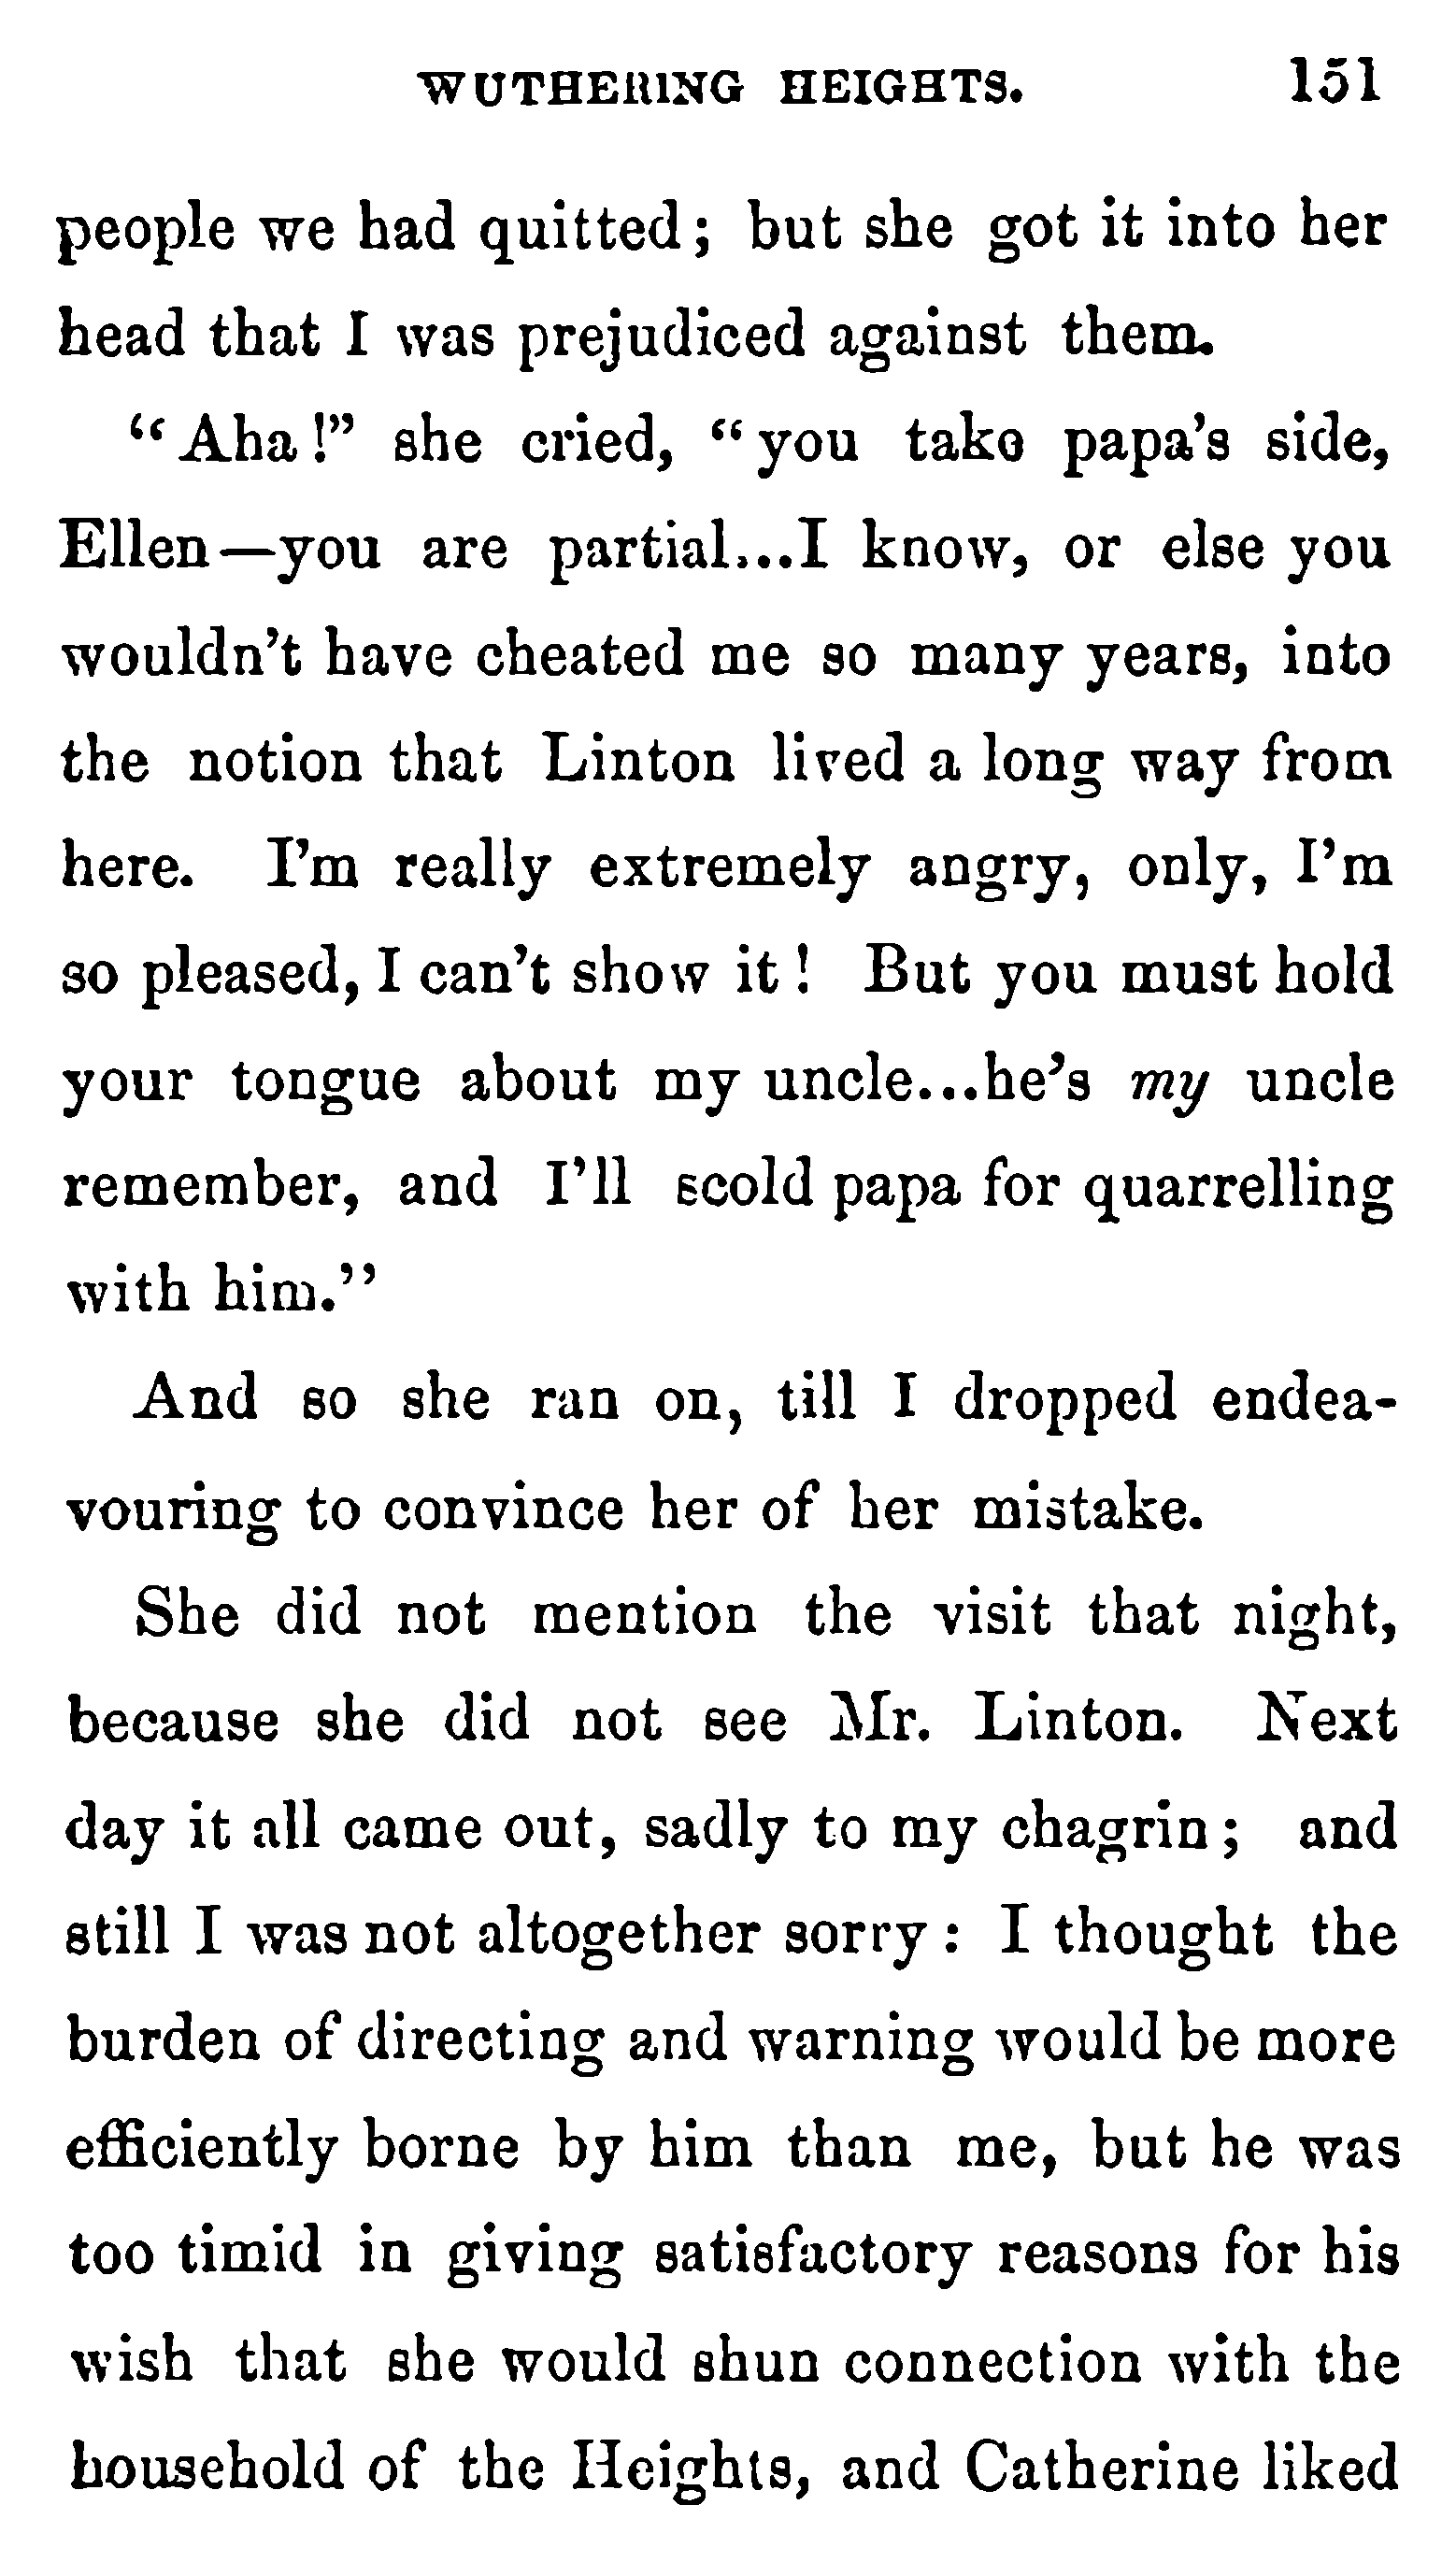 WUTHERING HEIGHTS. 151
people we had quitted; but she got it into her
head that I was prejudiced against them.
"Aha!" she cried, "you take papa's side,
Ellen—you are partial...I know, or else you
wouldn't have cheated me so many years, into
the notion that Linton lived a long way from
here. I'm really extremely angry, only, I'm
so pleased, I can't show it! But you must hold
your tongue about my uncle...he's my uncle
remember, and I'll scold papa for quarrelling
with him."
And so she ran on, till I dropped endea-
vouring to convince her of her mistake.
She did not mention the visit that night,
because she did not see Mr. Linton. Next
day it all came out, sadly to my chagrin; and
still I was not altogether sorry: I thought the
burden of directing and warning would be more
efficiently borne by him than me, but he was
too timid in giving satisfactory reasons for his
wish that she would shun connection with the
household of the Heights, and Catherine liked